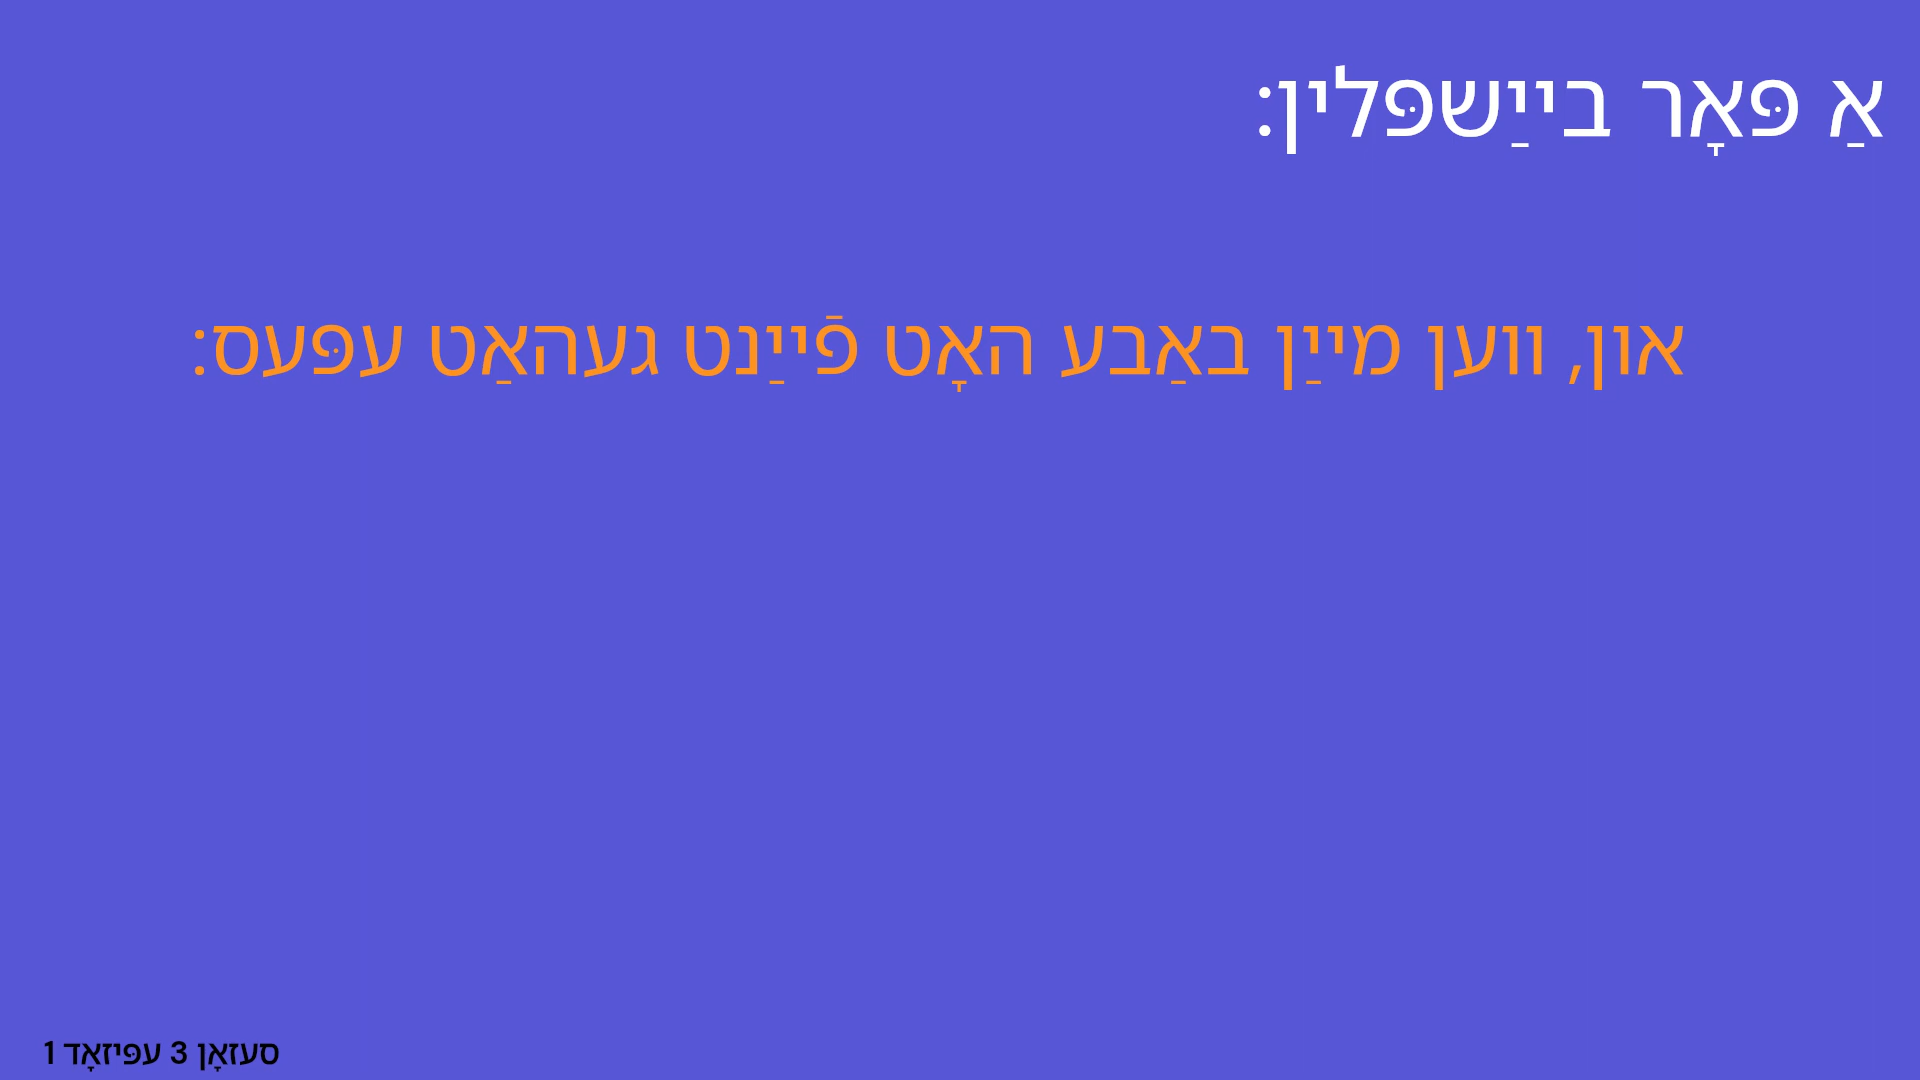 אַ פּאָר בייַשפּלין:
און, ווען מייַן באַבע האָט פֿייַנט געהאַט עפּעס:
סעזאָן 3 עפּיזאָד 1